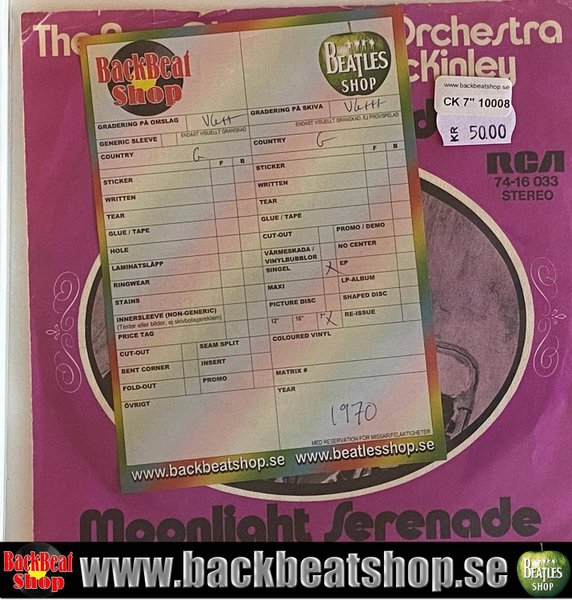 The Orchestra
cKinley
BackBeat
Shop
BEATLES
SHOP
www.backbeatshop.se
CK 7" 10008
KR 50.00
RCA
74-16 033
STEREO
GRADERING PÅ OMSLAG
GRADERING PÅ SKIVA
ENDAST VISUELLT GRANSKAD
ENDAST VISUELLT GRANSKAD, EJ PROVSPELAD
GENERIC SLEEVE
COUNTRY G
F B
STICKER
WRITTEN
TEAR
GLUE / TAPE
HOLE
LAMINATSLÄPP
RINGWEAR
STAINS
INNERSLEEVE (NON-GENERIC)
(Texter eller bilder, ej skivbolagsreklam)
PRICE TAG
CUT-OUT SEAM SPLIT
BENT CORNER INSERT
FOLD-OUT PROMO
ÖVRIGT
COUNTRY G
F B
STICKER
WRITTEN
TEAR
GLUE / TAPE
CUT-OUT PROMO / DEMO
VÄRMESKADA /
VINYLBUBBLOR
NO CENTER
SINGEL X EP
MAXI LP-ALBUM
PICTURE DISC SHAPED DISC
12" 10" 7" X RE-ISSUE
COLOURED VINYL
MATRIX #
YEAR
1970
MED RESERVATION FÖR MISSAR/FELAKTIGHETER
www.backbeatshop.se www.beatlesshop.se
Moonlight Serenade
BackBeat
Shop
www.backbeatshop.se
BEATLES
SHOP